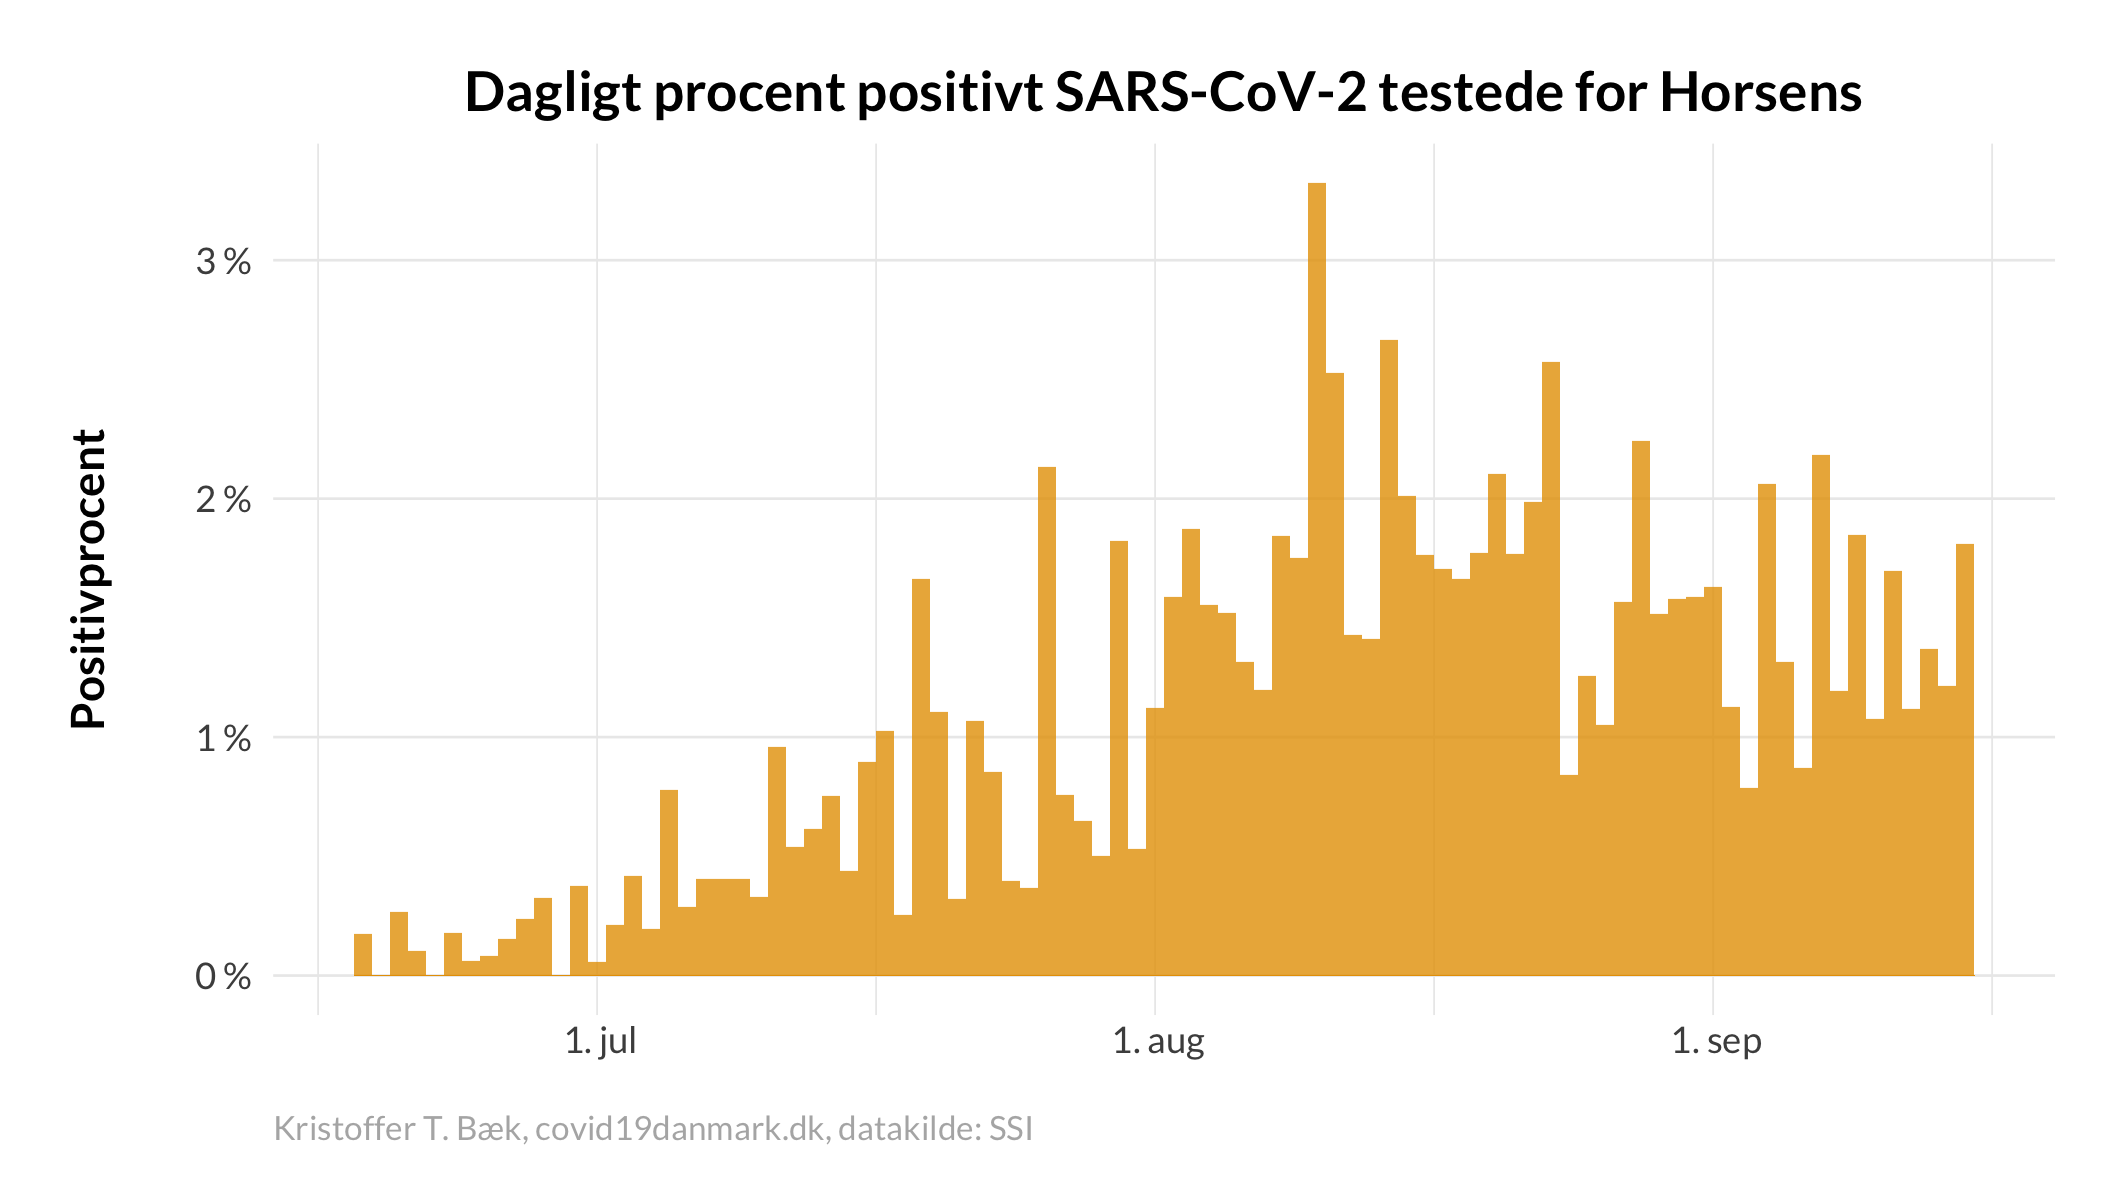 Dagligt procent positivt SARS-CoV-2 testede for Horsens
Positivprocent
3 %
2 %
1 %
0 %
1. jul
1. aug
1. sep
Kristoffer T. Bæk, covid19danmark.dk, datakilde: SSI